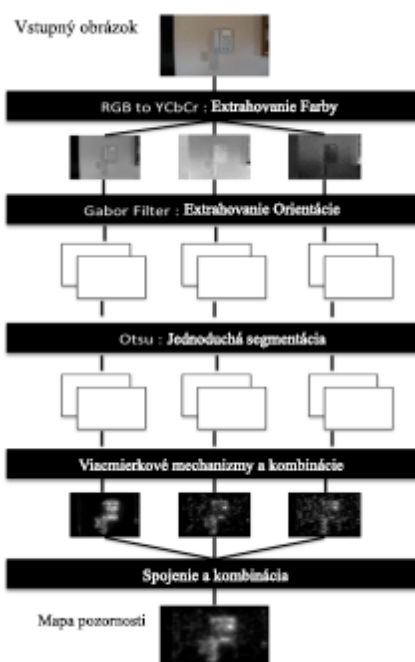 Vstupný obrázok
RGB to YCbCr : Extrahovanie Farby
Gabor Filter : Extrahovanie Orientácie
Otsu : Jednoduchá segmentácia
Viacmierkové mechanizmy a kombinácie
Spojenie a kombinácia
Mapa pozornosti